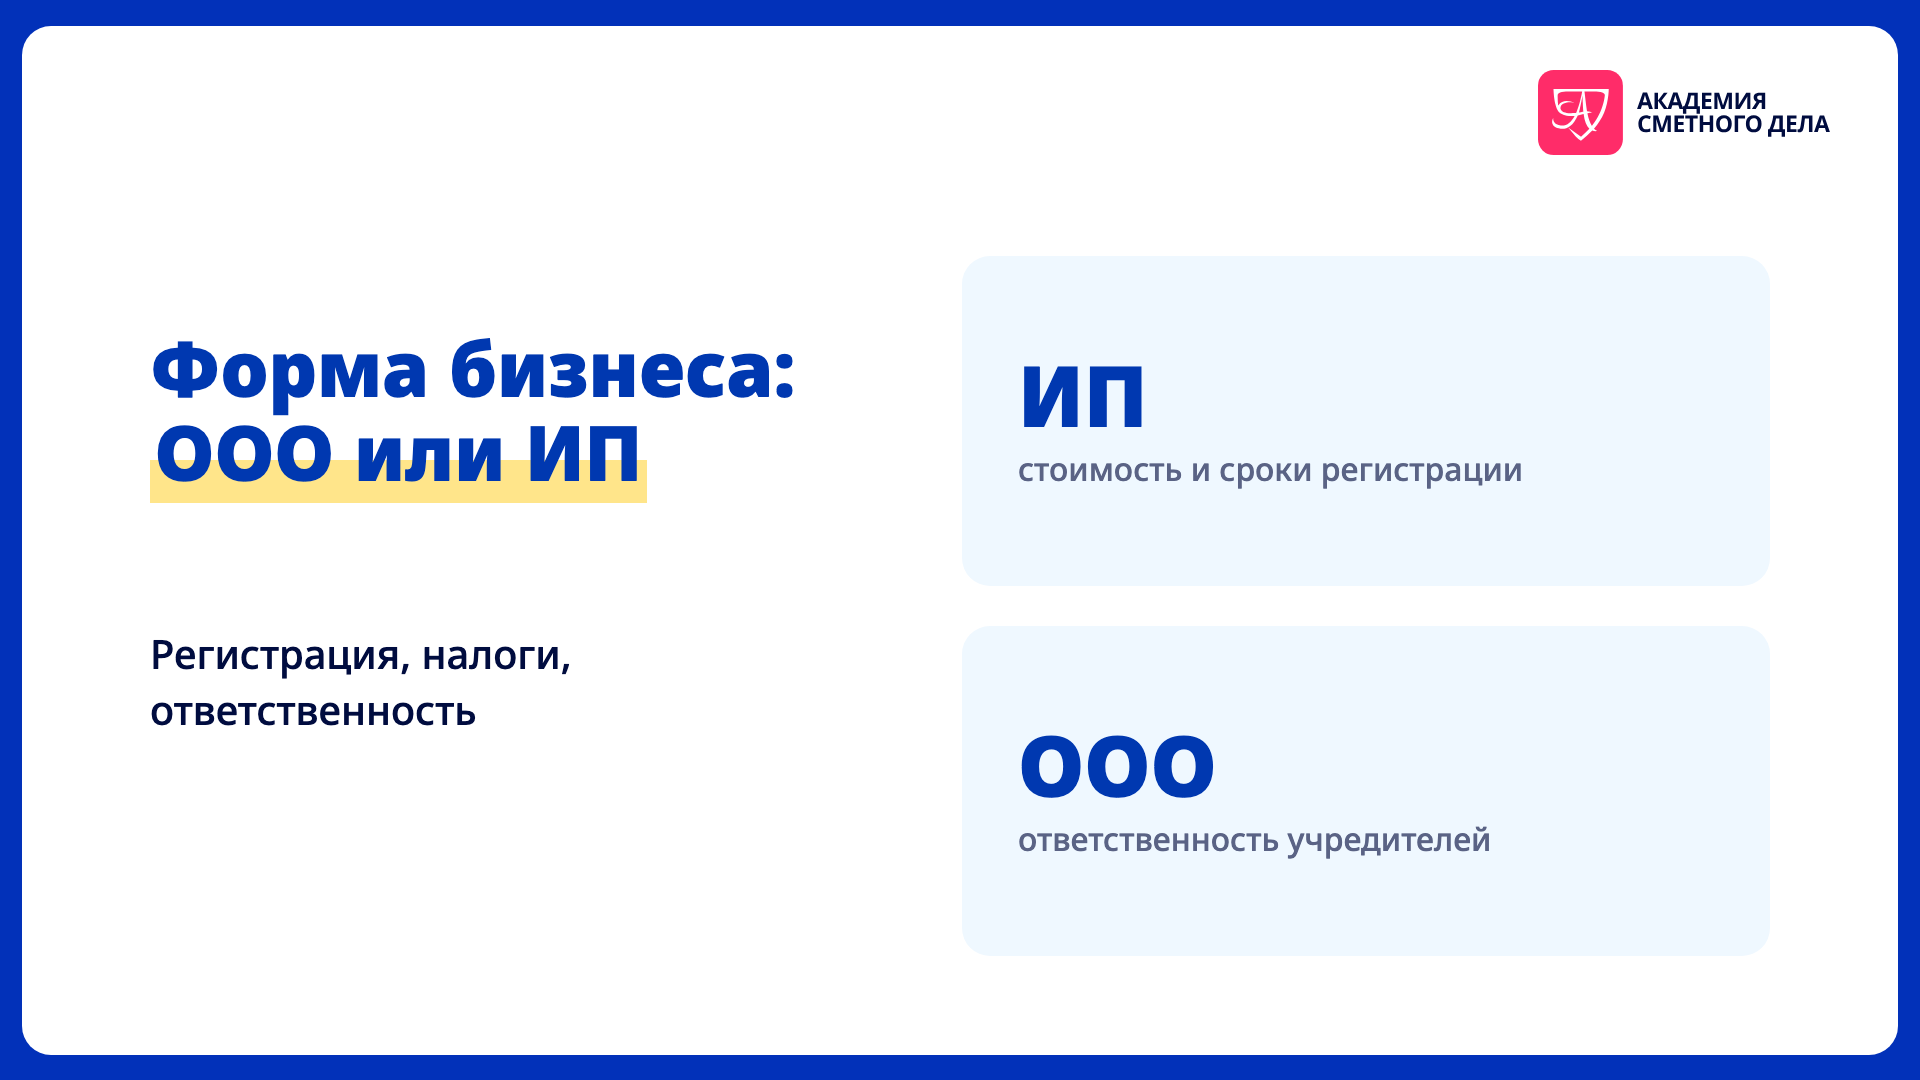 АКАДЕМИЯ
СМЕТНОГО ДЕЛА
Форма бизнеса:
ООО или ИП
Регистрация, налоги,
ответственность
ИП
стоимость и сроки регистрации
ООО
ответственность учредителей